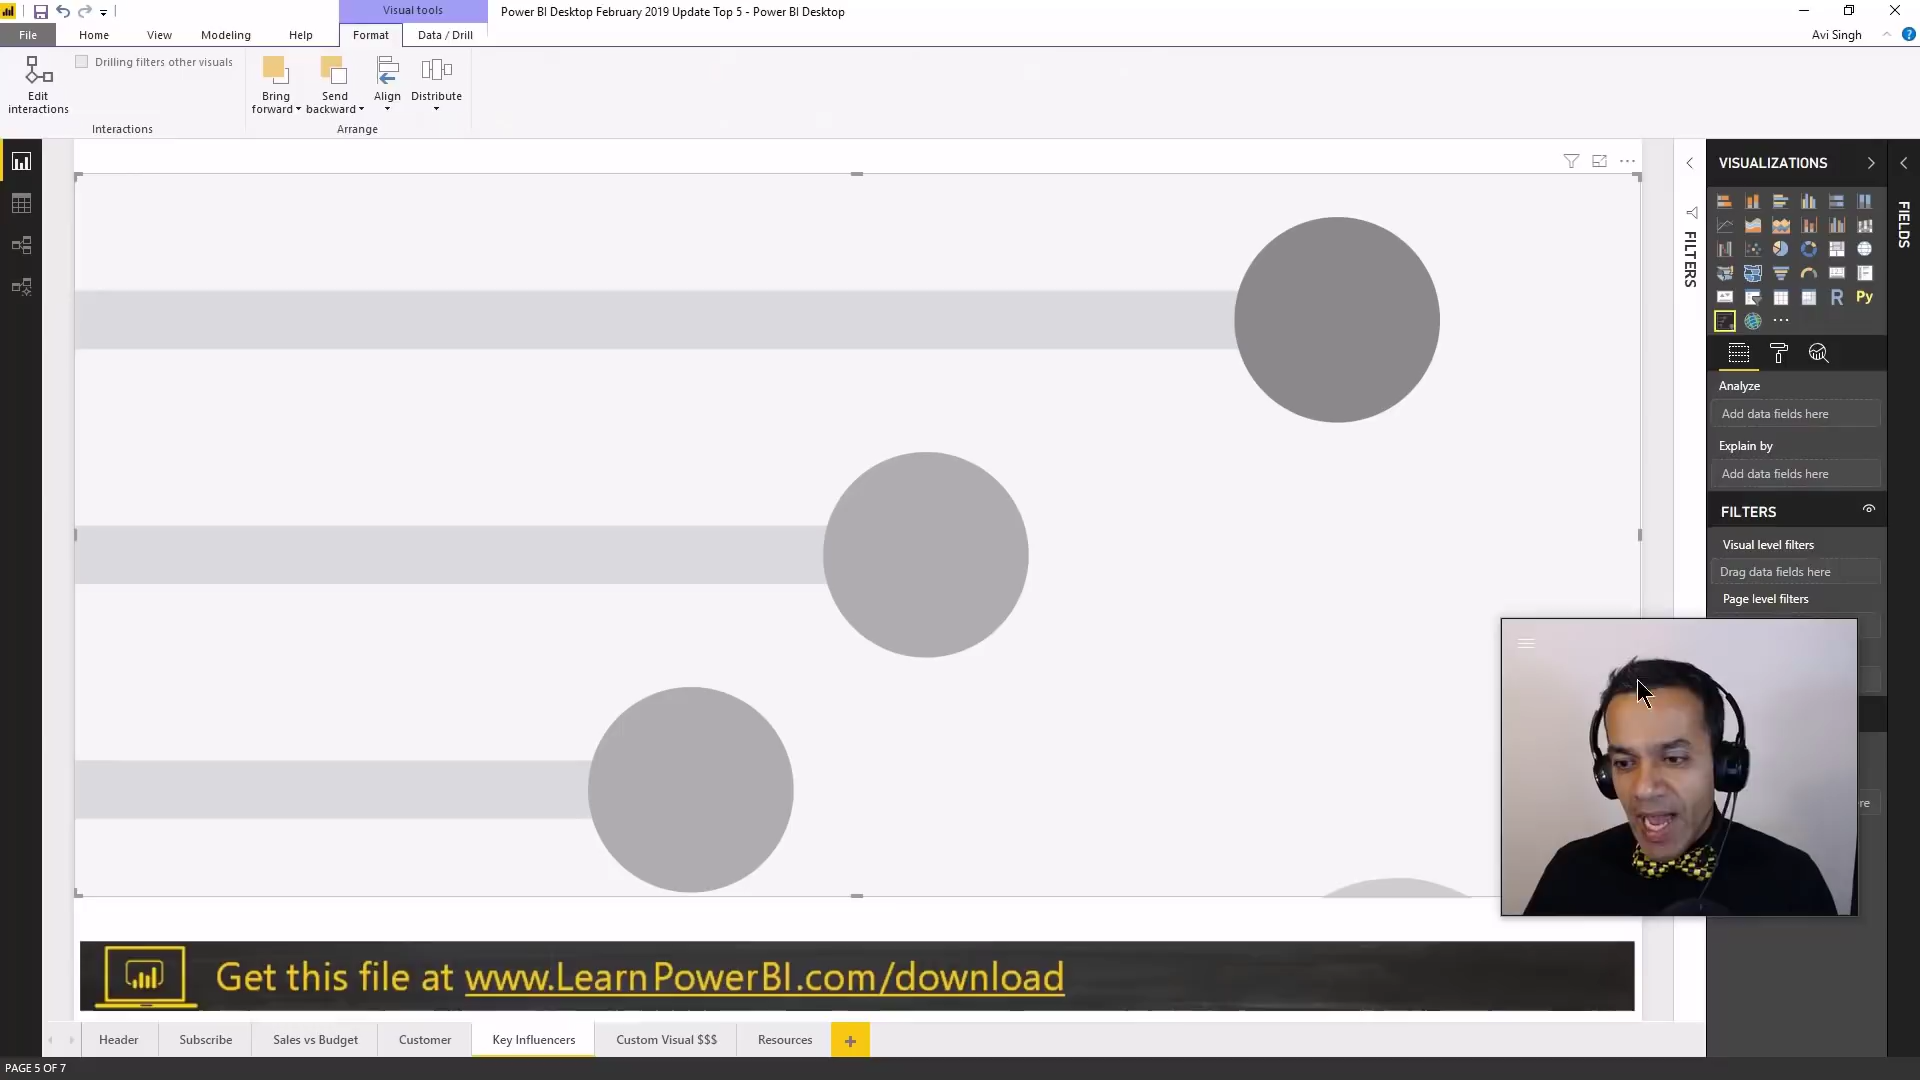 Visual tools
Power BI Desktop February 2019 Update Top 5 - Power BI Desktop
File
Home
View
Modeling
Help
Format
Data / Drill
Avi Singh
?
Edit
interactions
Drilling filters other visuals
Bring
forward
Send
backward
Align
Distribute
Interactions
Arrange
FILTERS
VISUALIZATIONS
FIELDS
R
Py
Analyze
Add data fields here
Explain by
Add data fields here
FILTERS
Visual level filters
Drag data fields here
Page level filters
re
Get this file at www.LearnPowerBI.com/download
Header
Subscribe
Sales vs Budget
Customer
Key Influencers
Custom Visual $$$
Resources
PAGE 5 OF 7